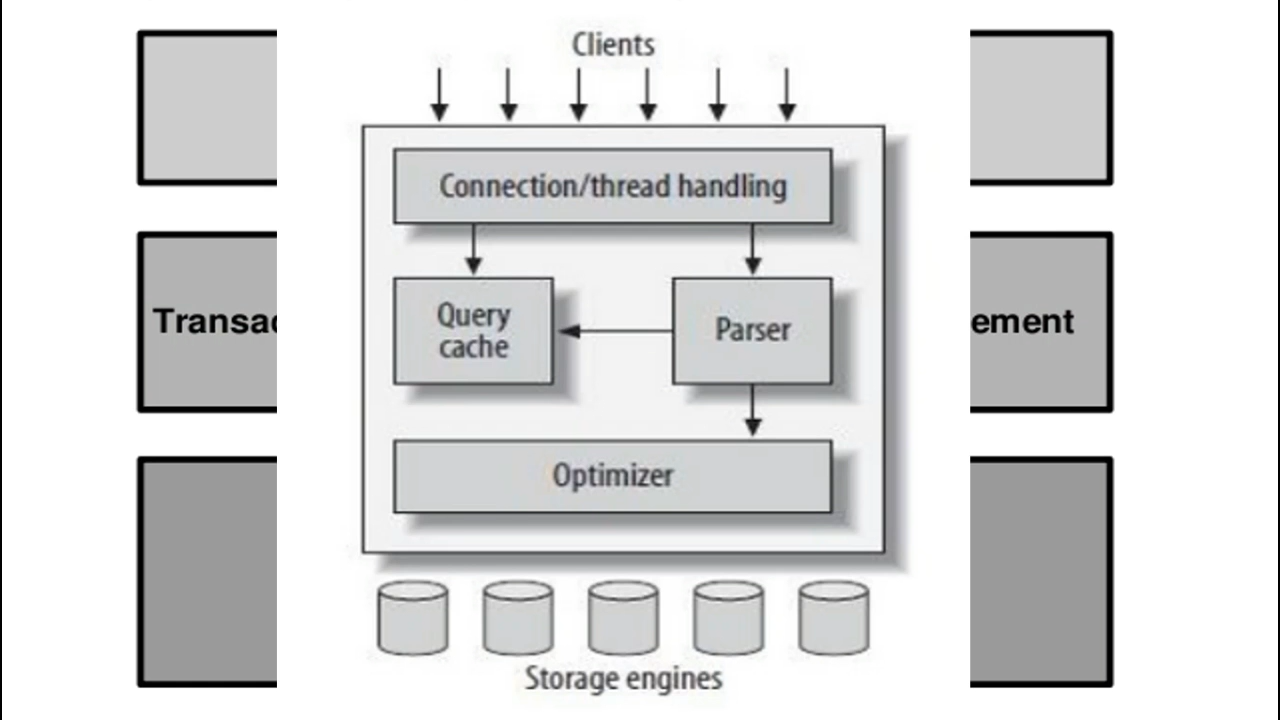 Clients
Connection/thread handling
Query
cache
Parser
Transac
ement
Optimizer
Storage engines